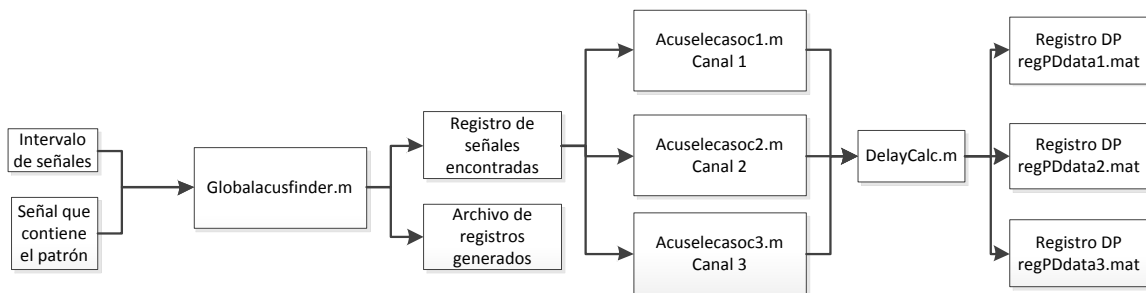 Intervalo
de señales
Señal que
contiene
el patrón
Globalacusfinder.m
Registro de
señales
encontradas
Archivo de
registros
generados
Acuselecasoc1.m
Canal 1
Acuselecasoc2.m
Canal 2
Acuselecasoc3.m
Canal 3
DelayCalc.m
Registro DP
regPDdata1.mat
Registro DP
regPDdata2.mat
Registro DP
regPDdata3.mat